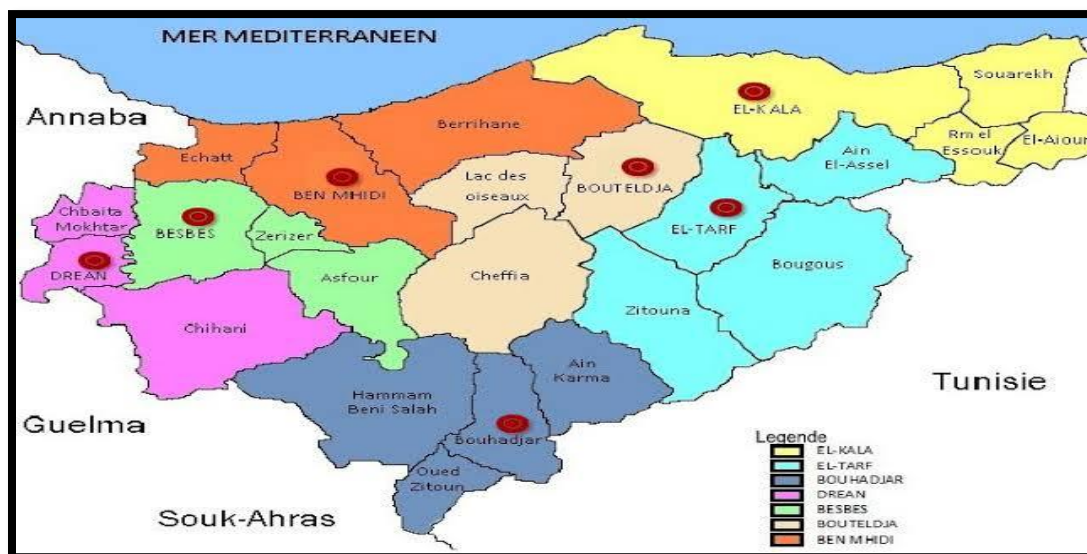 MER MEDITERRANEEN
Annaba
Souarekh
EL-KALA
Berrihane
Rm el
Essouk
El-Aioun
Echatt
Ain
El-Assel
BEN MHIDI
Lac des
oiseaux
BOUTELDJA
Chbaita
Mokhtar
BESBES
Zerizer
EL-TARF
DREAN
Asfour
Cheffia
Bougous
Zitouna
Chihani
Ain
Karma
Tunisie
Hammam
Beni Salah
Guelma
Bouhadjar
Oued
Zitoun
Souk-Ahras
Legende
EL-KALA
EL-TARF
BOUHADJAR
DREAN
BESBES
BOUTELDJA
BEN MHIDI